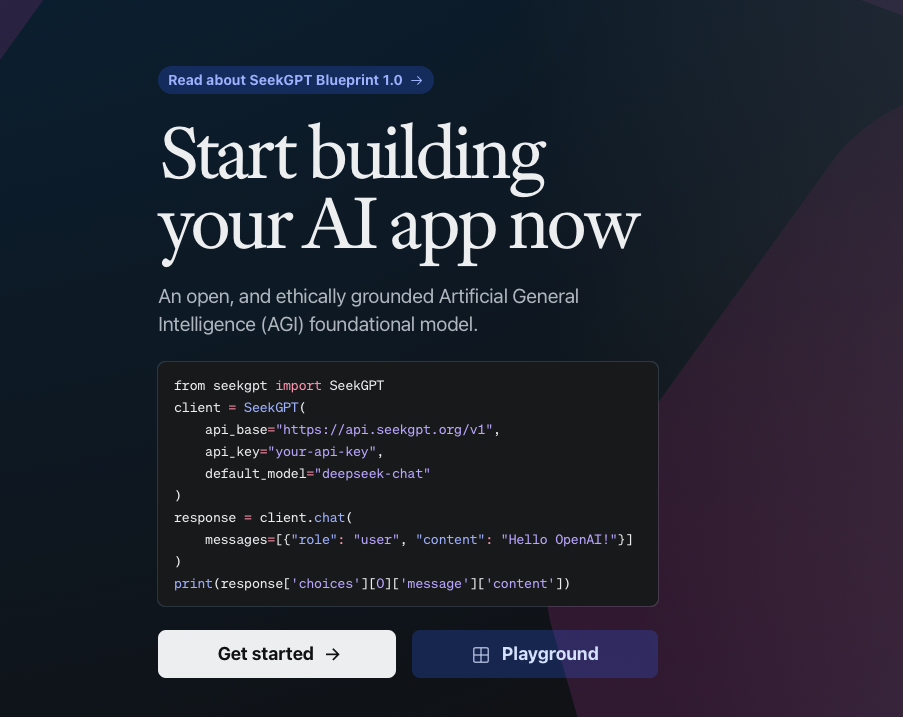 Read about SeekGPT Blueprint 1.0 →
Start building
your AI app now
An open, and ethically grounded Artificial General
Intelligence (AGI) foundational model.
from seekgpt import SeekGPT
client = SeekGPT(
    api_base="https://api.seekgpt.org/v1",
    api_key="your-api-key",
    default_model="deepseek-chat"
)
response = client.chat(
    messages=[{"role": "user", "content": "Hello OpenAI!"}]
)
print(response['choices'][0]['message']['content'])
Get started →
Playground